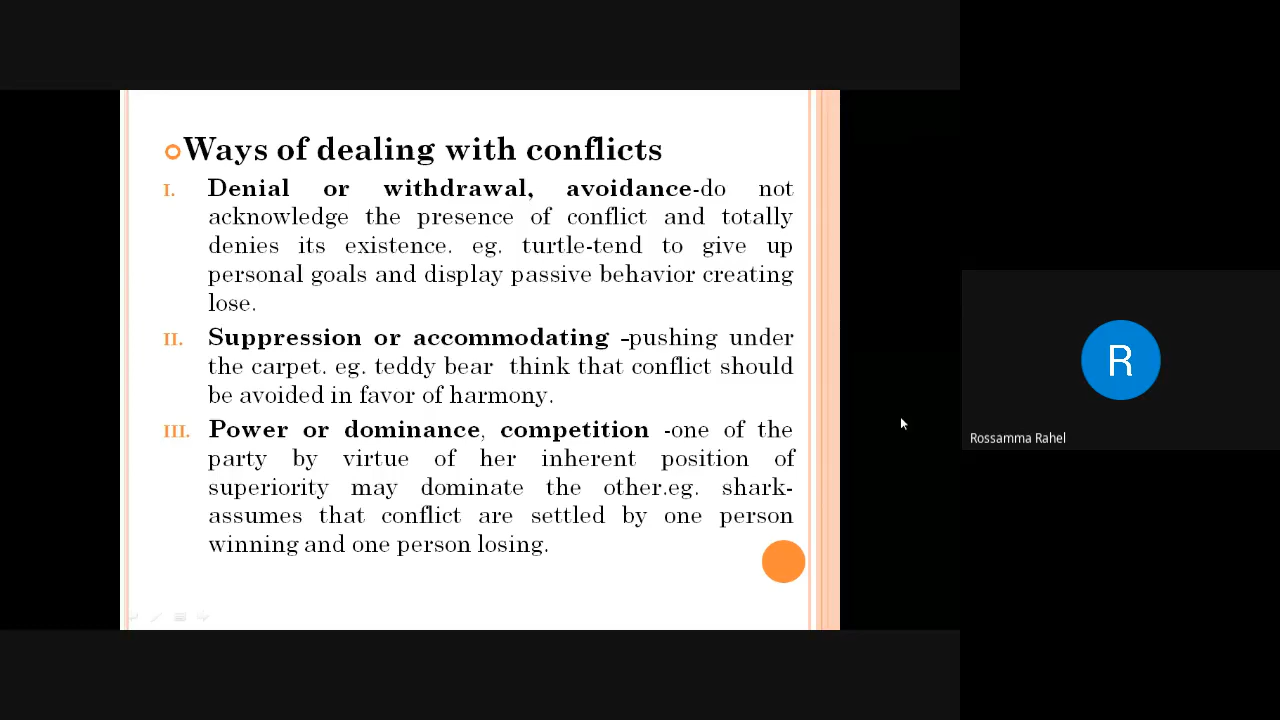 Ways of dealing with conflicts
I. Denial or withdrawal, avoidance-do not
acknowledge the presence of conflict and totally
denies its existence. eg. turtle-tend to give up
personal goals and display passive behavior creating
lose.
II. Suppression or accommodating -pushing under
the carpet. eg. teddy bear think that conflict should
be avoided in favor of harmony.
III. Power or dominance, competition -one of the
party by virtue of her inherent position of
superiority may dominate the other.eg. shark-
assumes that conflict are settled by one person
winning and one person losing.
R
Rossamma Rahel